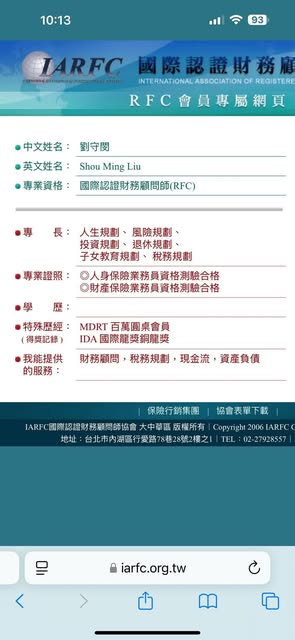 10:13
93
IARFC 國際認證財務顧
INTERNATIONAL ASSOCIATION OF REGISTERE
RFC會員專屬網頁
中文姓名： 劉守閔
英文姓名： Shou Ming Liu
專業資格： 國際認證財務顧問師(RFC)
專　　長： 人生規劃、 風險規劃、
投資規劃、 退休規劃、
子女教育規劃、 稅務規劃
專業證照： ◎人身保險業務員資格測驗合格
◎財產保險業務員資格測驗合格
學　　歷：
特殊歷經： MDRT 百萬圓桌會員
( 得獎記錄 ) IDA 國際龍獎銅龍獎
我能提供 財務顧問，稅務規劃，現金流，資產負債
的服務：
| 保險行銷集團 | 協會表單下載 |
IARFC國際認證財務顧問師協會 大中華區 版權所有｜Copyright 2006 IARFC C
地址：台北市內湖區行愛路78巷28號2樓之1｜TEL：02-27928557｜
iarfc.org.tw